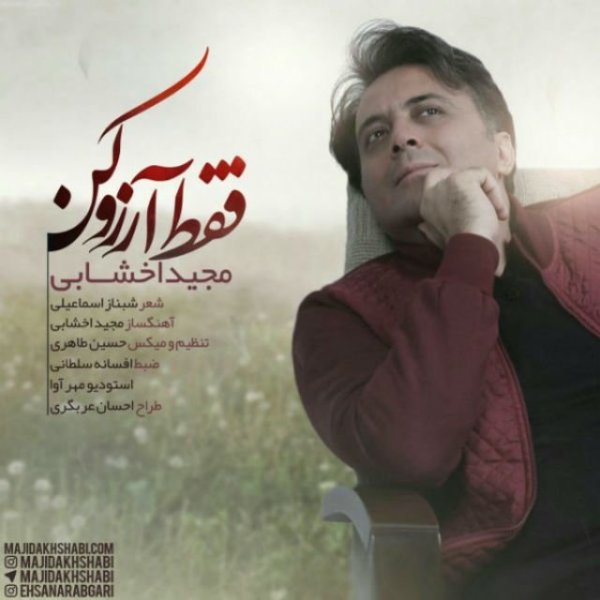 فقط آرزو کن
مجید اخشابی
شعر شبناز اسماعیلی
آهنگساز مجید اخشابی
تنظیم و میکس حسین طاهری
ضبط افسانه سلطانی
استودیو مهر آوا
طراح احسان عربگری
MAJIDAKHSHABI.COM
MAJIDAKHSHABI
MAJIDAKHSHABI
EHSANARABGARI